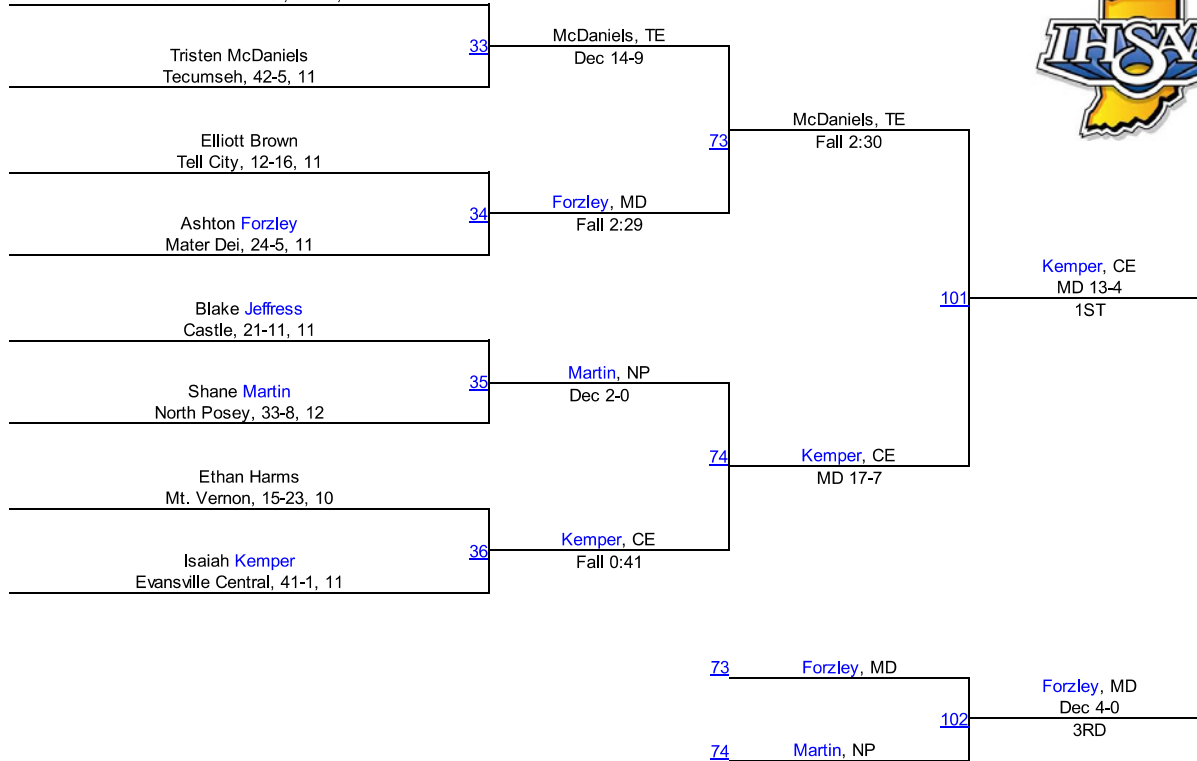 33
McDaniels, TE
Dec 14-9
Tristen McDaniels
Tecumseh, 42-5, 11
IHSAA
73
McDaniels, TE
Fall 2:30
Elliott Brown
Tell City, 12-16, 11
34
Forzley, MD
Fall 2:29
Ashton Forzley
Mater Dei, 24-5, 11
101
Kemper, CE
MD 13-4
1ST
Blake Jeffress
Castle, 21-11, 11
35
Martin, NP
Dec 2-0
Shane Martin
North Posey, 33-8, 12
74
Kemper, CE
MD 17-7
Ethan Harms
Mt. Vernon, 15-23, 10
36
Kemper, CE
Fall 0:41
Isaiah Kemper
Evansville Central, 41-1, 11
73
Forzley, MD
102
Forzley, MD
Dec 4-0
3RD
74
Martin, NP